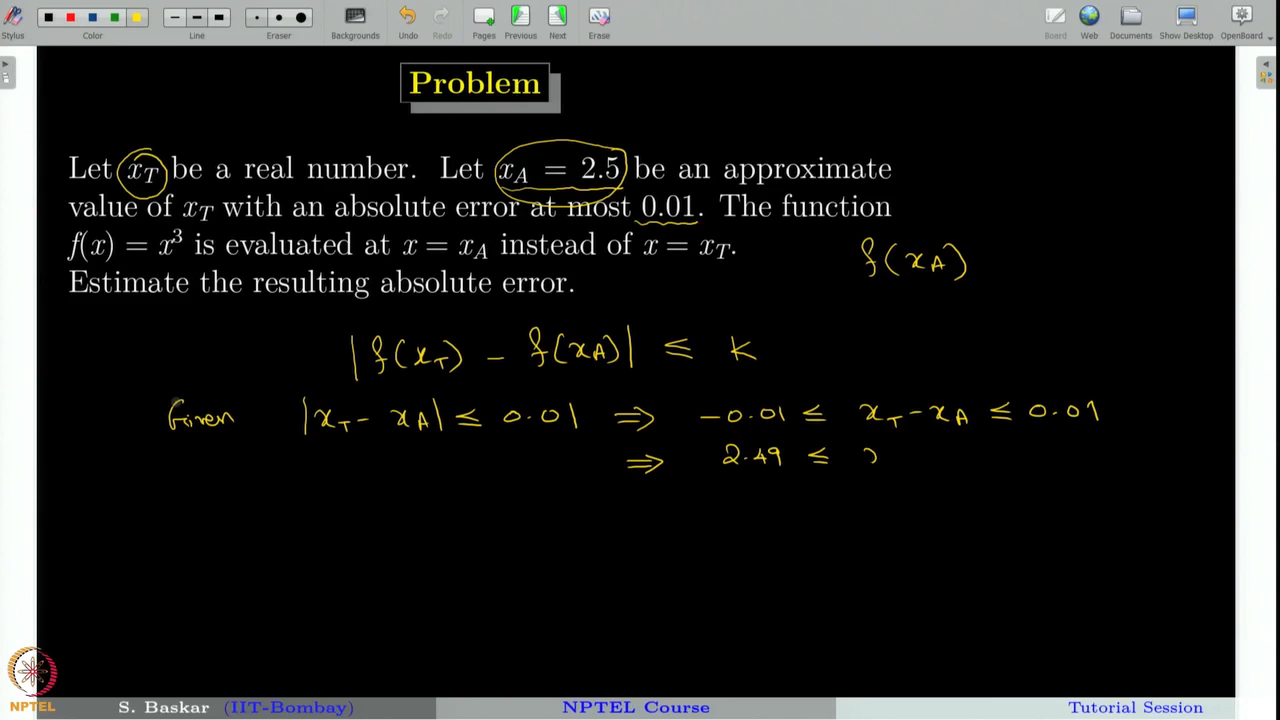 Stylus Color Line Eraser Backgrounds Undo Redo Pages Previous Next Erase Board Web Documents Show Desktop OpenBoard
Problem
Let x_T be a real number. Let x_A = 2.5 be an approximate
value of x_T with an absolute error at most 0.01. The function
f(x) = x³ is evaluated at x = x_A instead of x = x_T.
f(x_A)
Estimate the resulting absolute error.
|f(x_T) - f(x_A)| ≤ K
Given |x_T - x_A| ≤ 0.01 ⇒ -0.01 ≤ x_T - x_A ≤ 0.01
⇒ 2.49 ≤
NPTEL
S. Baskar (IIT-Bombay) NPTEL Course Tutorial Session